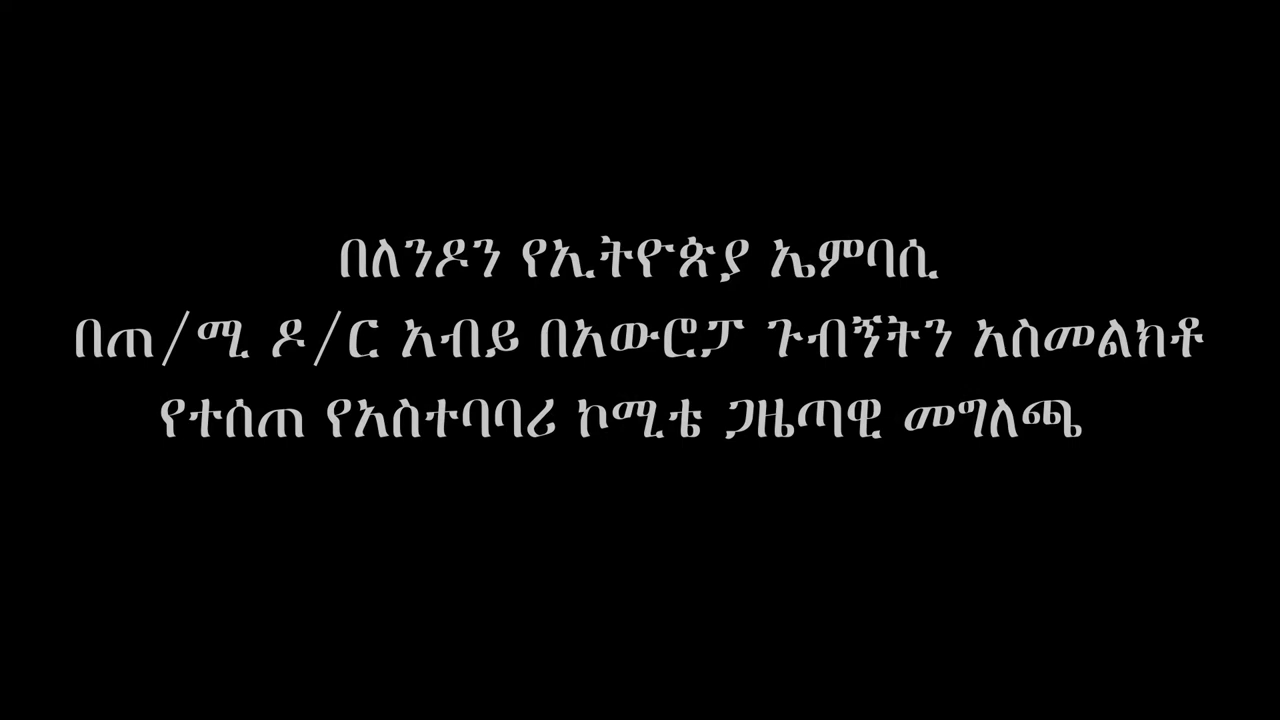 በለንዶን የኢትዮጵያ ኤምባሲ
በጠ/ሚ ዶ/ር አብይ በአውሮፓ ጉብኝትን አስመልክቶ
የተሰጠ የአስተባባሪ ኮሚቴ ጋዜጣዊ መግለጫ